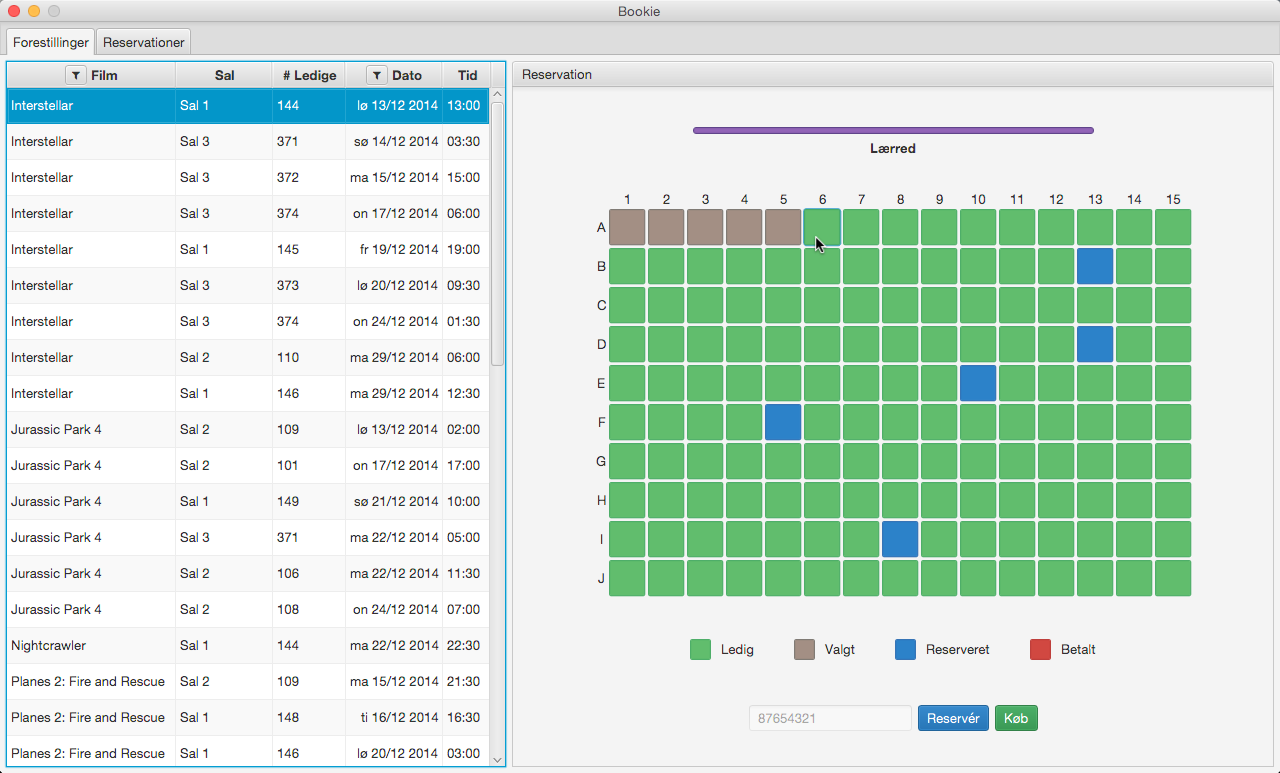 Bookie
Forestillinger Reservationer
Film Sal # Ledige Dato Tid
Interstellar Sal 1 144 lø 13/12 2014 13:00
Interstellar Sal 3 371 sø 14/12 2014 03:30
Interstellar Sal 3 372 ma 15/12 2014 15:00
Interstellar Sal 3 374 on 17/12 2014 06:00
Interstellar Sal 1 145 fr 19/12 2014 19:00
Interstellar Sal 3 373 lø 20/12 2014 09:30
Interstellar Sal 3 374 on 24/12 2014 01:30
Interstellar Sal 2 110 ma 29/12 2014 06:00
Interstellar Sal 1 146 ma 29/12 2014 12:30
Jurassic Park 4 Sal 2 109 lø 13/12 2014 02:00
Jurassic Park 4 Sal 2 101 on 17/12 2014 17:00
Jurassic Park 4 Sal 1 149 sø 21/12 2014 10:00
Jurassic Park 4 Sal 3 371 ma 22/12 2014 05:00
Jurassic Park 4 Sal 2 106 ma 22/12 2014 11:30
Jurassic Park 4 Sal 2 108 on 24/12 2014 07:00
Nightcrawler Sal 1 144 ma 22/12 2014 22:30
Planes 2: Fire and Rescue Sal 2 109 ma 15/12 2014 21:30
Planes 2: Fire and Rescue Sal 1 148 ti 16/12 2014 16:30
Planes 2: Fire and Rescue Sal 1 146 lø 20/12 2014 03:00
Reservation
Lærred
1 2 3 4 5 6 7 8 9 10 11 12 13 14 15
A
B
C
D
E
F
G
H
I
J
Ledig Valgt Reserveret Betalt
87654321 Reservér Køb